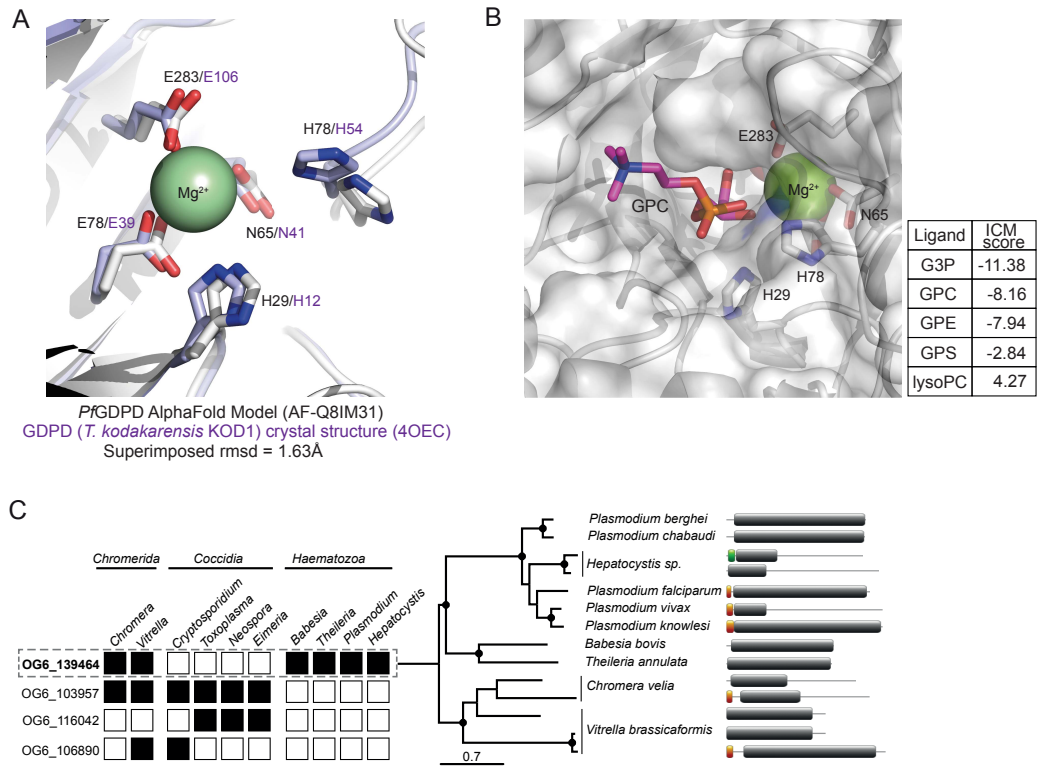 A
E283/E106
H78/H54
Mg2+
E78/E39
N65/N41
H29/H12
PfGDPD AlphaFold Model (AF-Q8IM31)
GDPD (T. kodakarensis KOD1) crystal structure (4OEC)
Superimposed rmsd = 1.63Å
B
E283
Mg2+
GPC
N65
H78
H29
Ligand ICM score
G3P -11.38
GPC -8.16
GPE -7.94
GPS -2.84
lysoPC 4.27
C
Chromerida Coccidia Haematozoa
Chromera Vitrella Cryptosporidium Toxoplasma Neospora Eimeria Babesia Theileria Plasmodium Hepatocystis
OG6_139464
OG6_103957
OG6_116042
OG6_106890
Plasmodium berghei
Plasmodium chabaudi
Hepatocystis sp.
Plasmodium falciparum
Plasmodium vivax
Plasmodium knowlesi
Babesia bovis
Theileria annulata
Chromera velia
Vitrella brassicaformis
0.7